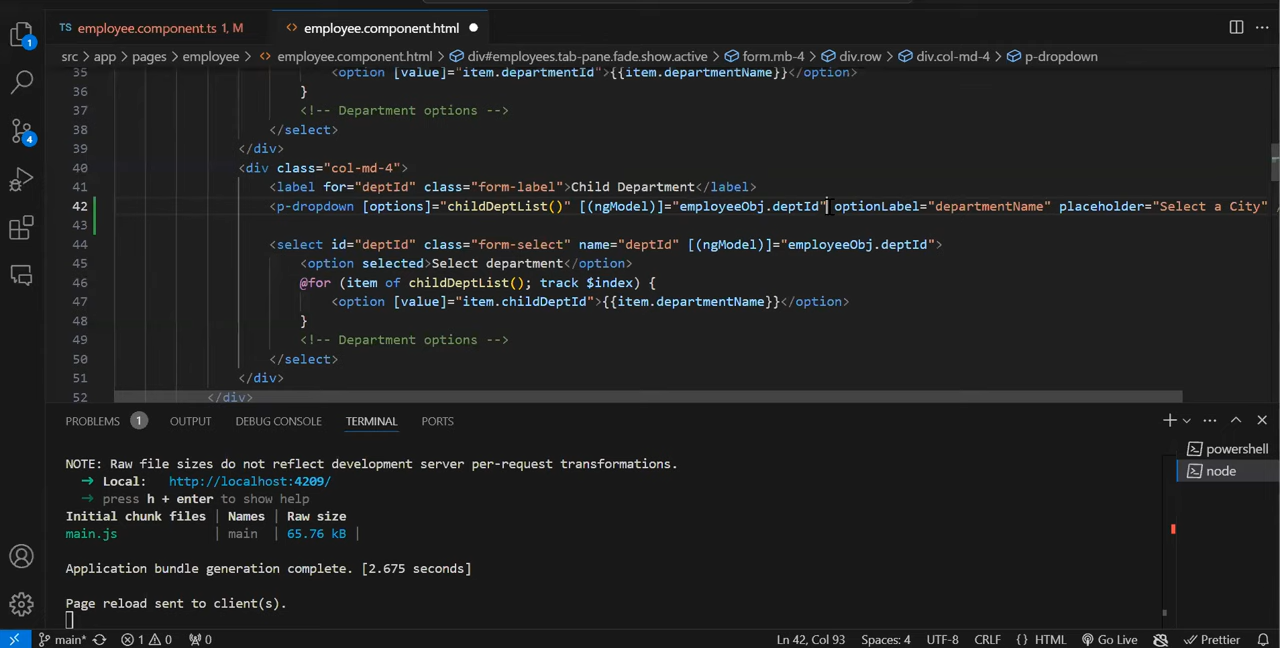 TS employee.component.ts 1, M
<> employee.component.html
1
src > app > pages > employee > <> employee.component.html > div#employees.tab-pane.fade.show.active > form.mb-4 > div.row > div.col-md-4 > p-dropdown
35 <option [value]="item.departmentId">{{item.departmentName}}</option>
36 }
37 <!-- Department options -->
38 </select>
39 </div>
40 <div class="col-md-4">
41 <label for="deptId" class="form-label">Child Department</label>
42 <p-dropdown [options]="childDeptList()" [(ngModel)]="employeeObj.deptId" optionLabel="departmentName" placeholder="Select a City" /
43
44 <select id="deptId" class="form-select" name="deptId" [(ngModel)]="employeeObj.deptId">
45 <option selected>Select department</option>
46 @for (item of childDeptList(); track $index) {
47 <option [value]="item.childDeptId">{{item.departmentName}}</option>
48 }
49 <!-- Department options -->
50 </select>
51 </div>
52 </div>
4
PROBLEMS 1 OUTPUT DEBUG CONSOLE TERMINAL PORTS
powershell
node
NOTE: Raw file sizes do not reflect development server per-request transformations.
➜ Local: http://localhost:4209/
➜ press h + enter to show help
Initial chunk files | Names | Raw size
main.js | main | 65.76 kB |
Application bundle generation complete. [2.675 seconds]
Page reload sent to client(s).
main* 1 0 0 Ln 42, Col 93 Spaces: 4 UTF-8 CRLF {} HTML Go Live Prettier